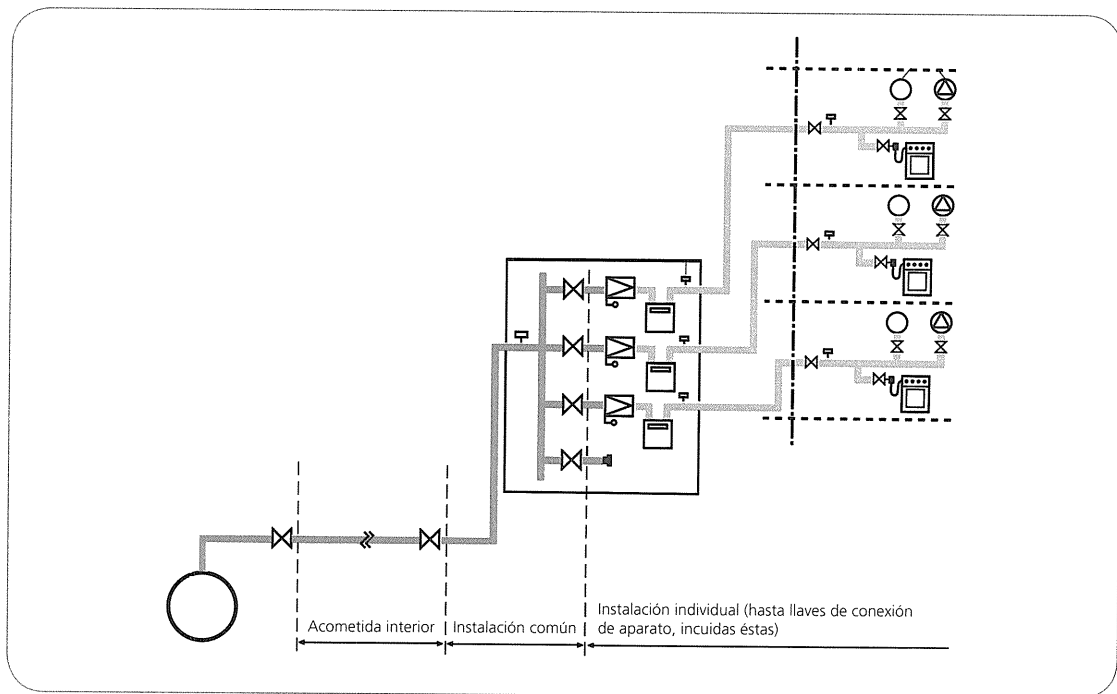 Acometida interior
Instalación común
Instalación individual (hasta llaves de conexión
de aparato, incuidas éstas)